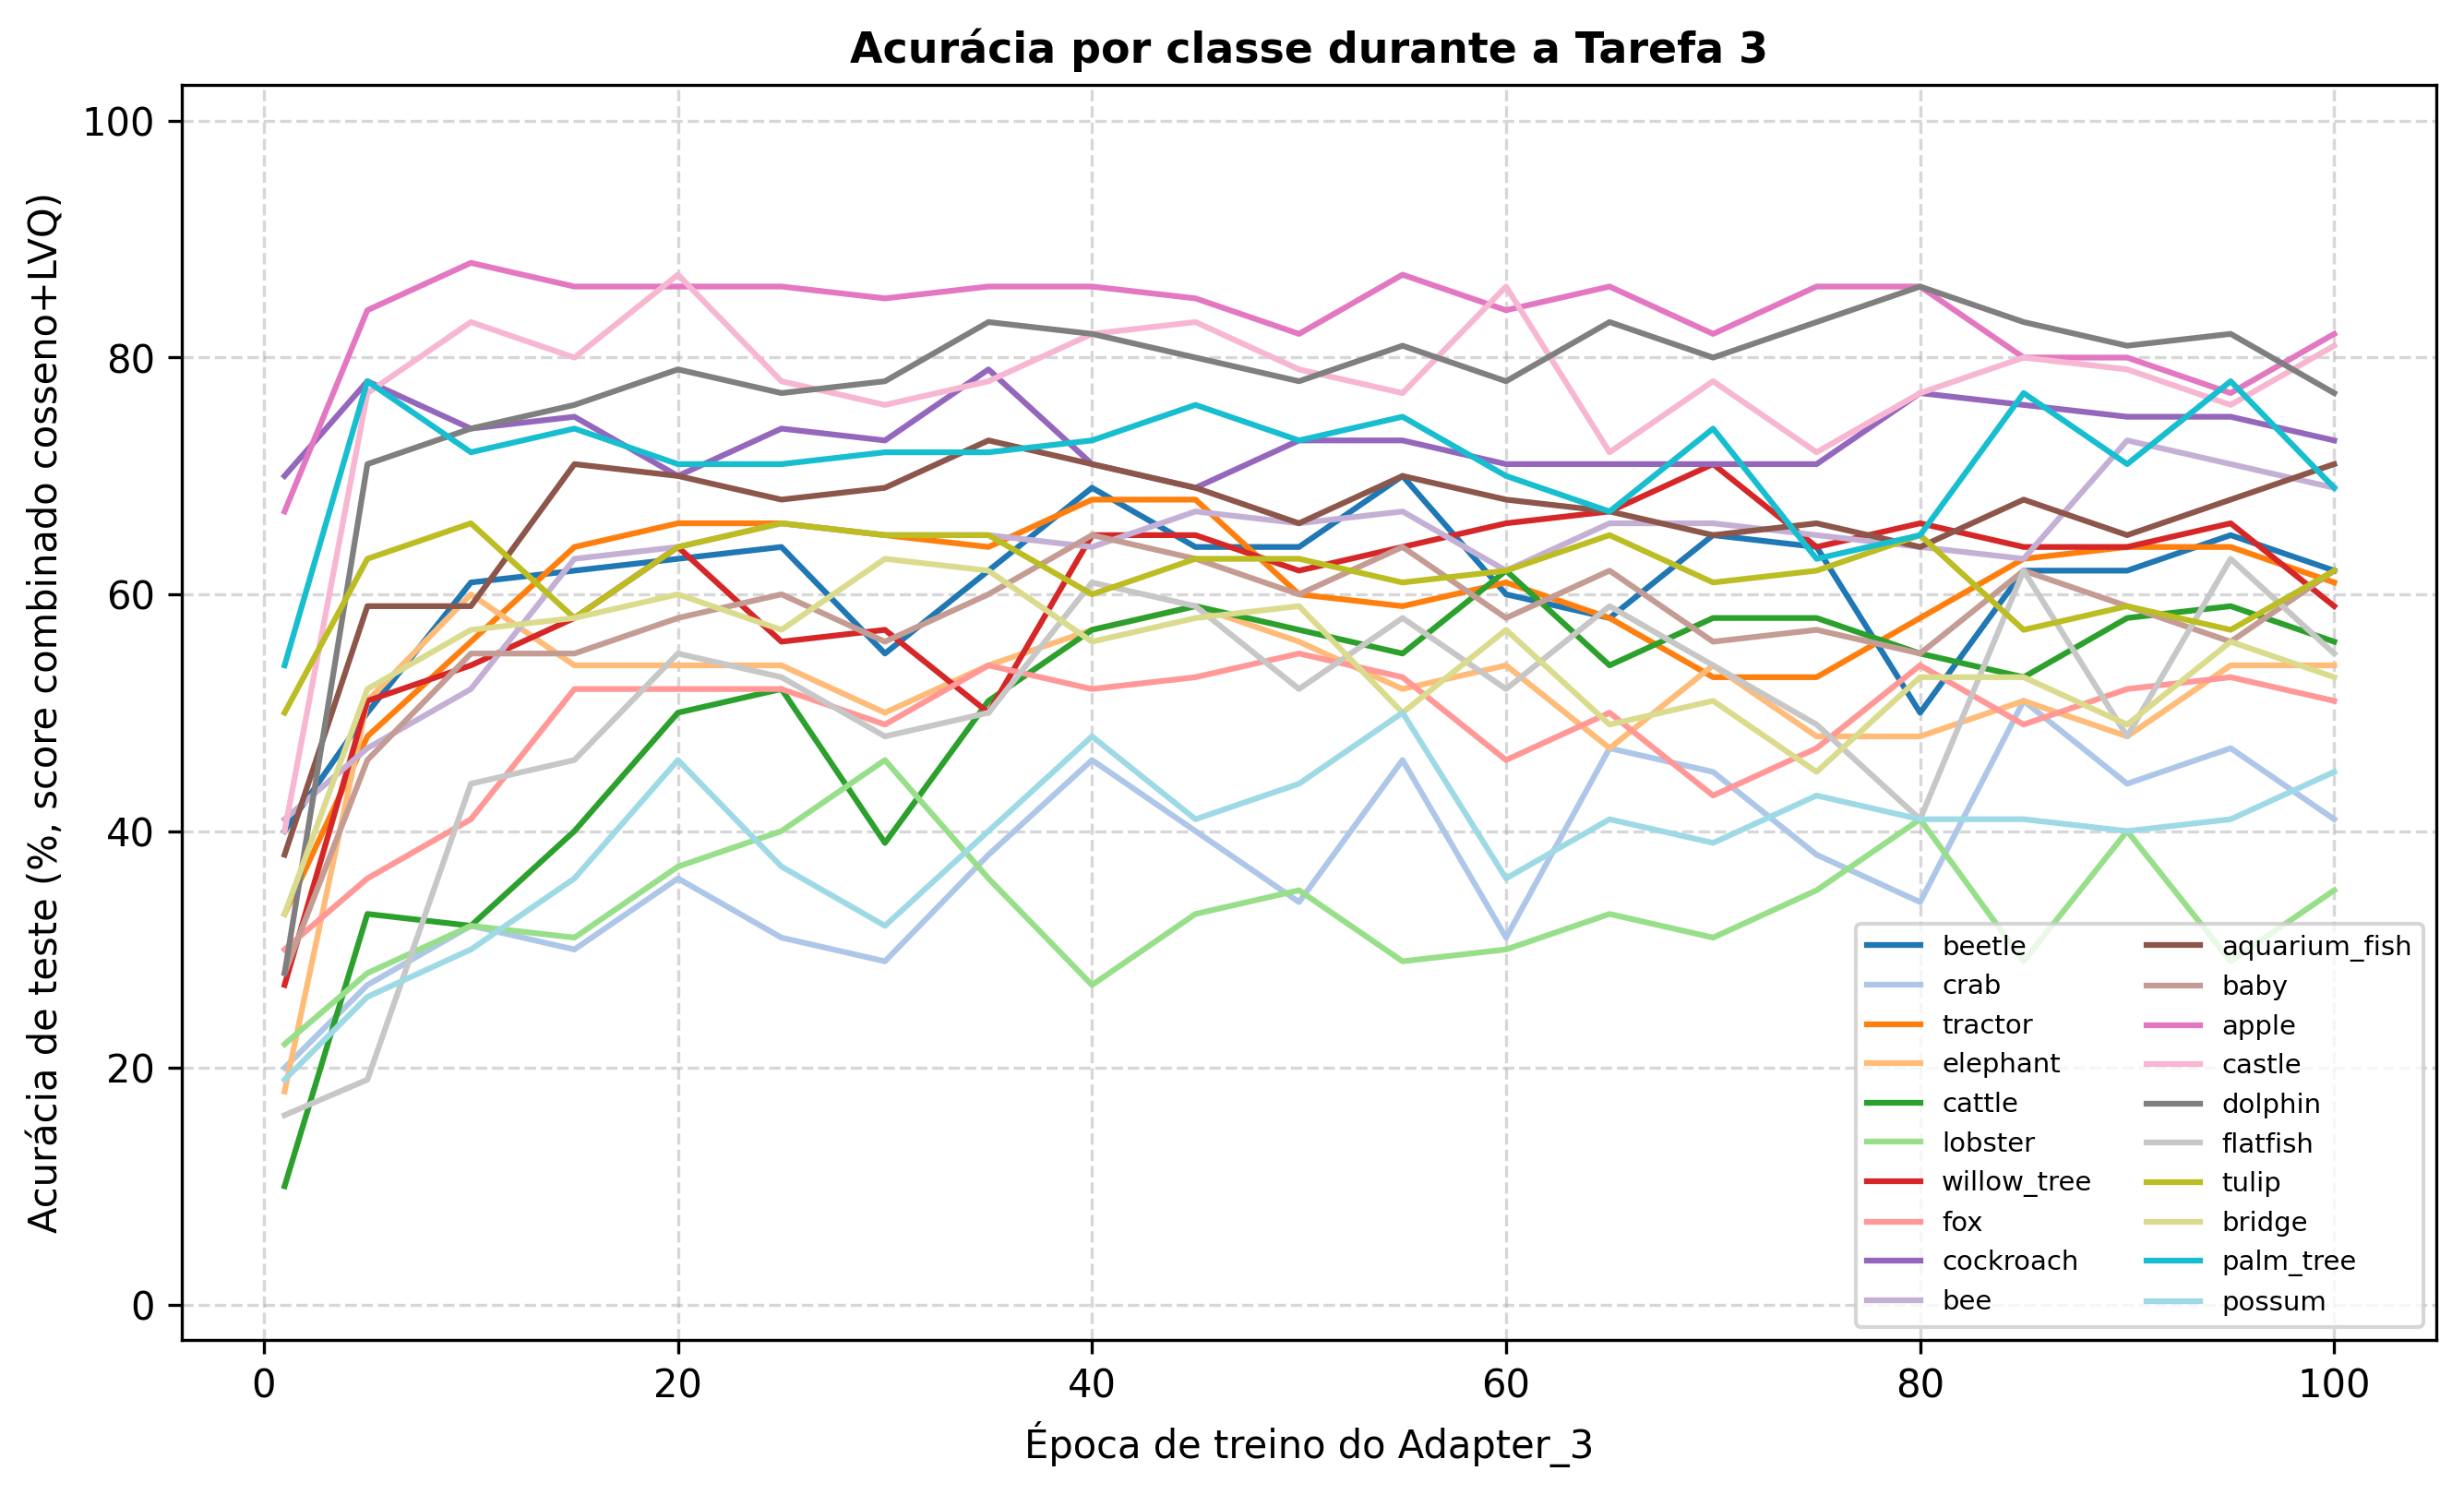 Acurácia por classe durante a Tarefa 3
Acurácia de teste (%, score combinado cosseno+LVQ)
100
80
60
40
20
0
0 20 40 60 80 100
Época de treino do Adapter_3
beetle
crab
tractor
elephant
cattle
lobster
willow_tree
fox
cockroach
bee
aquarium_fish
baby
apple
castle
dolphin
flatfish
tulip
bridge
palm_tree
possum